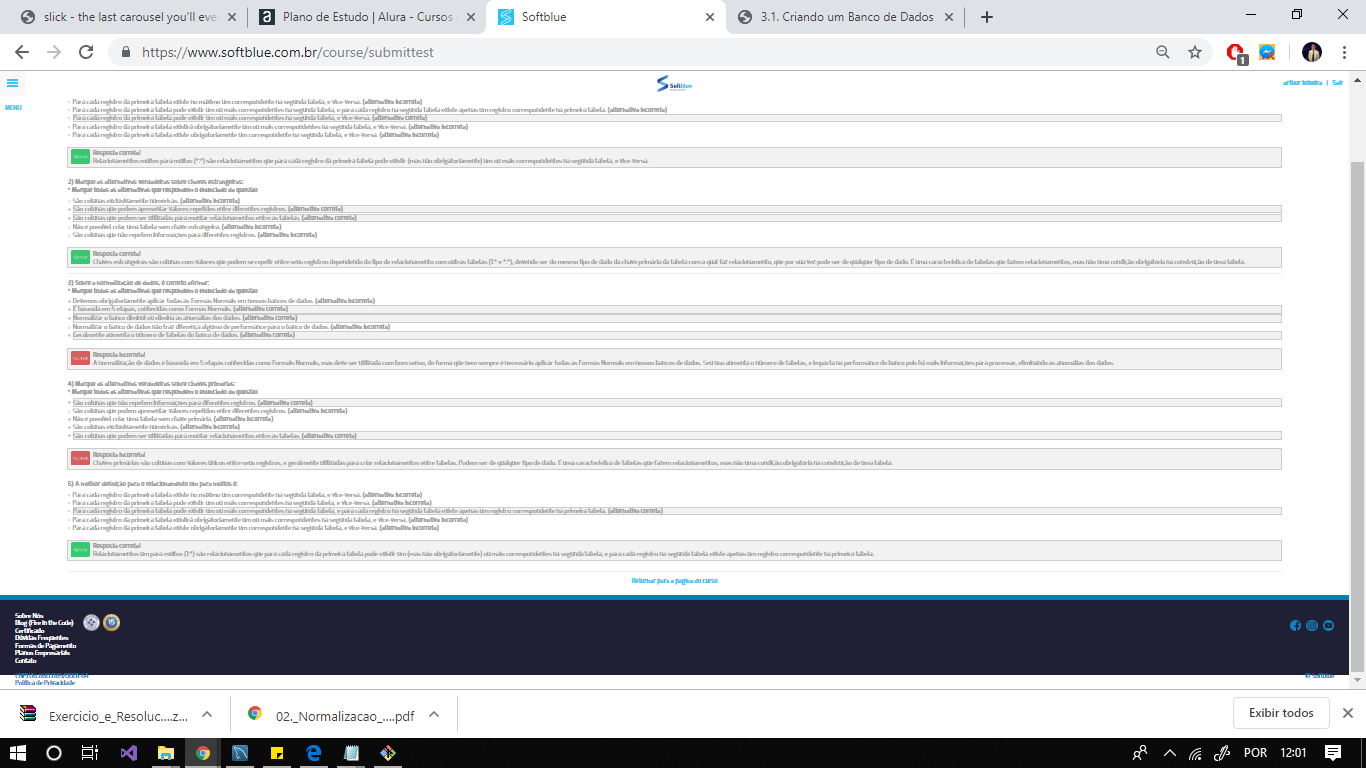 slick - the last carousel you'll eve
Plano de Estudo | Alura - Cursos
Softblue
3.1. Criando um Banco de Dados
https://www.softblue.com.br/course/submittest
1
Softblue
Sair
MENU
Para cada registro da primeira tabela existe no máximo um correspondente na segunda tabela, e Vice-Versa. (alternativa incorreta)
Para cada registro da primeira tabela pode existir um ou mais correspondentes na segunda tabela, e para cada registro na segunda tabela existe apenas um registro correspondente na primeira tabela. (alternativa incorreta)
Para cada registro da primeira tabela pode existir um ou mais correspondentes na segunda tabela, e Vice-Versa. (alternativa correta)
Para cada registro da primeira tabela existirá obrigatoriamente um ou mais correspondentes na segunda tabela, e Vice-Versa. (alternativa incorreta)
Para cada registro da primeira tabela existe obrigatoriamente um correspondente na segunda tabela, e Vice-Versa. (alternativa incorreta)
Resposta correta!
Relacionamentos muitos para muitos (*:*) são relacionamentos que para cada registro da primeira tabela pode existir (mas não obrigatoriamente) um ou mais correspondentes na segunda tabela, e Vice-Versa.
2) Marque as alternativas verdadeiras sobre chaves estrangeiras:
* Marque todas as alternativas que respondem o enunciado da questão
São colunas exclusivamente numéricas. (alternativa incorreta)
São colunas que podem apresentar valores repetidos entre diferentes registros. (alternativa correta)
São colunas que podem ser utilizadas para montar relacionamentos entre as tabelas. (alternativa correta)
Não é possível criar uma tabela sem chave estrangeira. (alternativa incorreta)
São colunas que não repetem informações para diferentes registros. (alternativa incorreta)
Resposta correta!
Chaves estrangeiras são colunas com valores que podem se repetir entre seus registros dependendo do tipo de relacionamento com outras tabelas (1:* e *:*), devendo ser do mesmo tipo de dado da chave primária da tabela com a qual faz relacionamento, que por sua vez pode ser de qualquer tipo de dado. É uma característica de tabelas que fazem relacionamentos, mas não uma condição obrigatória na construção de uma tabela.
3) Sobre a normalização de dados, é correto afirmar:
* Marque todas as alternativas que respondem o enunciado da questão
Devemos obrigatoriamente aplicar todas as Formas Normais em nossos bancos de dados. (alternativa incorreta)
É baseada em 5 etapas, conhecidas como Formas Normais. (alternativa correta)
Normalizar o banco diminui ou elimina as anomalias dos dados. (alternativa correta)
Normalizar o banco de dados não traz diferença alguma de performance para o banco de dados. (alternativa incorreta)
Geralmente aumenta o número de tabelas do banco de dados. (alternativa correta)
Resposta incorreta!
A normalização de dados é baseada em 5 etapas conhecidas como Formais Normais, mas deve ser utilizada com bom senso, de forma que nem sempre é necessário aplicar todas as Formas Normais em nossos bancos de dados. Seu uso aumenta o número de tabelas, e impacta na performance do banco pois há mais informações para processar, eliminando as anomalias dos dados.
4) Marque as alternativas verdadeiras sobre chaves primárias:
* Marque todas as alternativas que respondem o enunciado da questão
São colunas que não repetem informações para diferentes registros. (alternativa correta)
São colunas que podem apresentar valores repetidos entre diferentes registros. (alternativa incorreta)
Não é possível criar uma tabela sem chave primária. (alternativa incorreta)
São colunas exclusivamente numéricas. (alternativa incorreta)
São colunas que podem ser utilizadas para montar relacionamentos entre as tabelas. (alternativa correta)
Resposta incorreta!
Chaves primárias são colunas com valores únicos entre seus registros, e geralmente utilizadas para criar relacionamentos entre tabelas. Podem ser de qualquer tipo de dado. É uma característica de tabelas que fazem relacionamentos, mas não uma condição obrigatória na construção de uma tabela.
5) A melhor definição para o relacionamento um para muitos é:
Para cada registro da primeira tabela existe no máximo um correspondente na segunda tabela, e Vice-Versa. (alternativa incorreta)
Para cada registro da primeira tabela pode existir um ou mais correspondentes na segunda tabela, e Vice-Versa. (alternativa incorreta)
Para cada registro da primeira tabela pode existir um ou mais correspondentes na segunda tabela, e para cada registro na segunda tabela existe apenas um registro correspondente na primeira tabela. (alternativa correta)
Para cada registro da primeira tabela existirá obrigatoriamente um ou mais correspondentes na segunda tabela, e Vice-Versa. (alternativa incorreta)
Para cada registro da primeira tabela existe obrigatoriamente um correspondente na segunda tabela, e Vice-Versa. (alternativa incorreta)
Resposta correta!
Relacionamentos um para muitos (1:*) são relacionamentos que para cada registro da primeira tabela pode existir um (mas não obrigatoriamente) ou mais correspondentes na segunda tabela, e para cada registro na segunda tabela existe apenas um registro correspondente na primeira tabela.
Retornar para a página do curso
Sobre Nós
Blog (Fire in the Code)
Certificado
Dúvidas Frequentes
Formas de Pagamento
Planos Empresariais
Contato
Política de Privacidade
Exercicio_e_Resoluc....z...
02._Normalizacao_....pdf
Exibir todos
POR
12:01